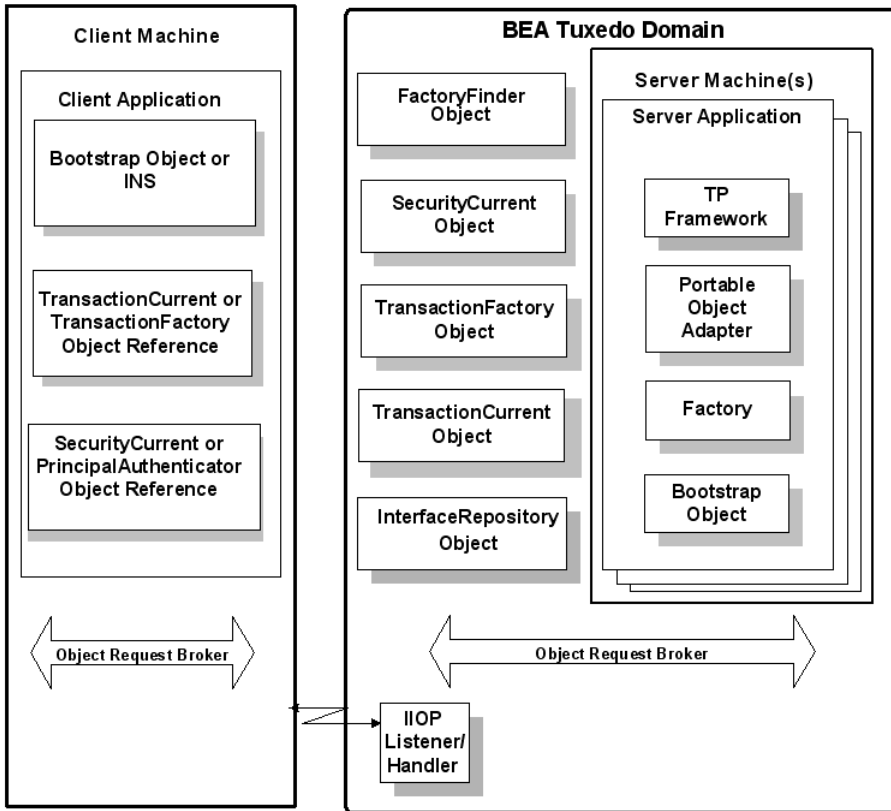 Client Machine
Client Application
Bootstrap Object or
INS
TransactionCurrent or
TransactionFactory
Object Reference
SecurityCurrent or
PrincipalAuthenticator
Object Reference
Object Request Broker
BEA Tuxedo Domain
FactoryFinder
Object
SecurityCurrent
Object
TransactionFactory
Object
TransactionCurrent
Object
InterfaceRepository
Object
Server Machine(s)
Server Application
TP
Framework
Portable
Object
Adapter
Factory
Bootstrap
Object
Object Request Broker
IIOP
Listener/
Handler